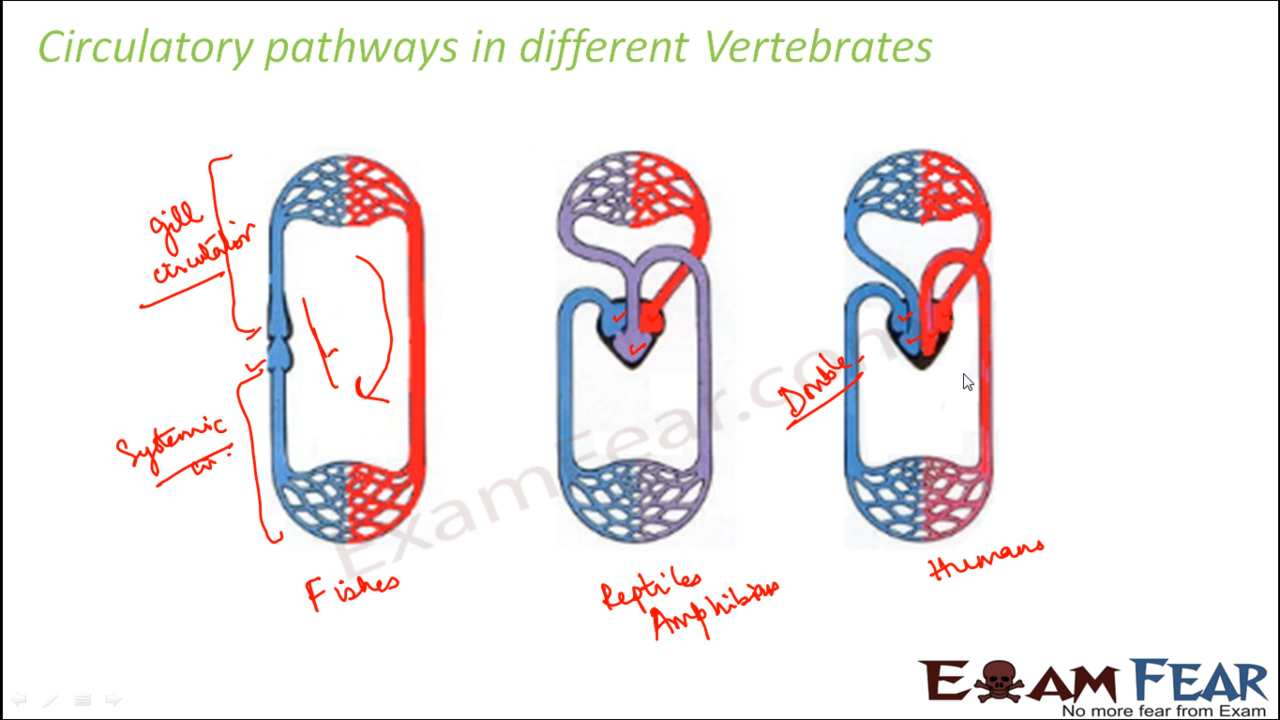 Circulatory pathways in different Vertebrates
gill
circulation
Systemic
cir.
Double
ExamFear.com
Fishes
Reptiles
Amphibian
Humans
EXAM FEAR
No more fear from Exam